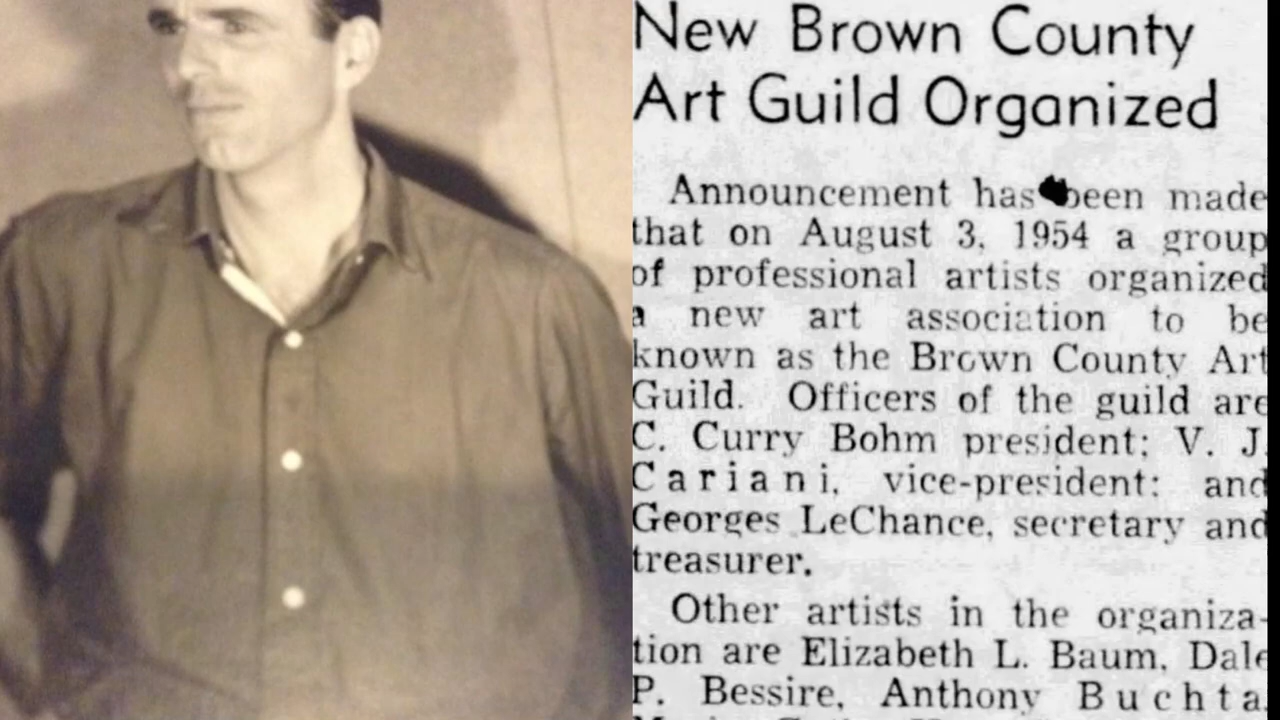 New Brown County
Art Guild Organized
Announcement has been made
that on August 3, 1954 a group
of professional artists organized
a new art association to be
known as the Brown County Art
Guild. Officers of the guild are
C. Curry Bohm president; V. J.
Cariani, vice-president; and
Georges LeChance, secretary and
treasurer.
Other artists in the organiza-
tion are Elizabeth L. Baum, Dale
P. Bessire, Anthony Buchta,